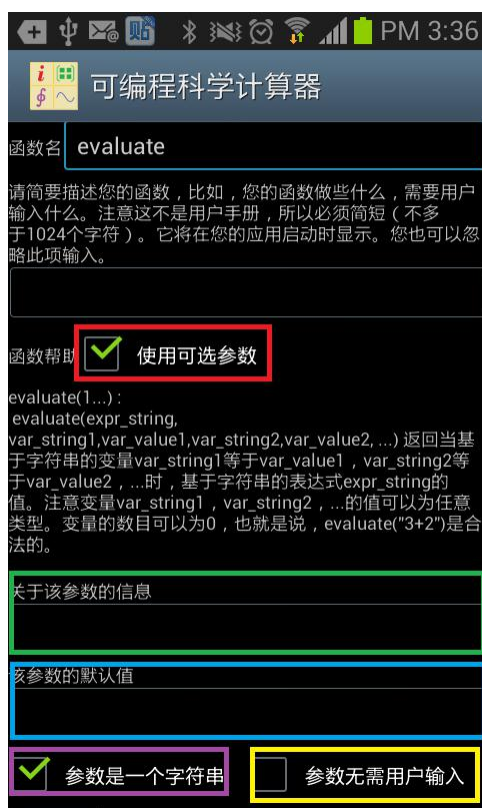 贴 PM 3:36
可编程科学计算器
函数名 evaluate
请简要描述您的函数，比如，您的函数做些什么，需要用户
输入什么。注意这不是用户手册，所以必须简短（不多
于1024个字符）。它将在您的应用启动时显示。您也可以忽
略此项输入。
函数帮助 使用可选参数
evaluate(1...) :
evaluate(expr_string,
var_string1,var_value1,var_string2,var_value2, ...) 返回当基
于字符串的变量var_string1等于var_value1，var_string2等
于var_value2，...时，基于字符串的表达式expr_string的
值。注意变量var_string1，var_string2，...的值可以为任意
类型。变量的数目可以为0，也就是说，evaluate("3+2")是合
法的。
关于该参数的信息
该参数的默认值
参数是一个字符串 参数无需用户输入